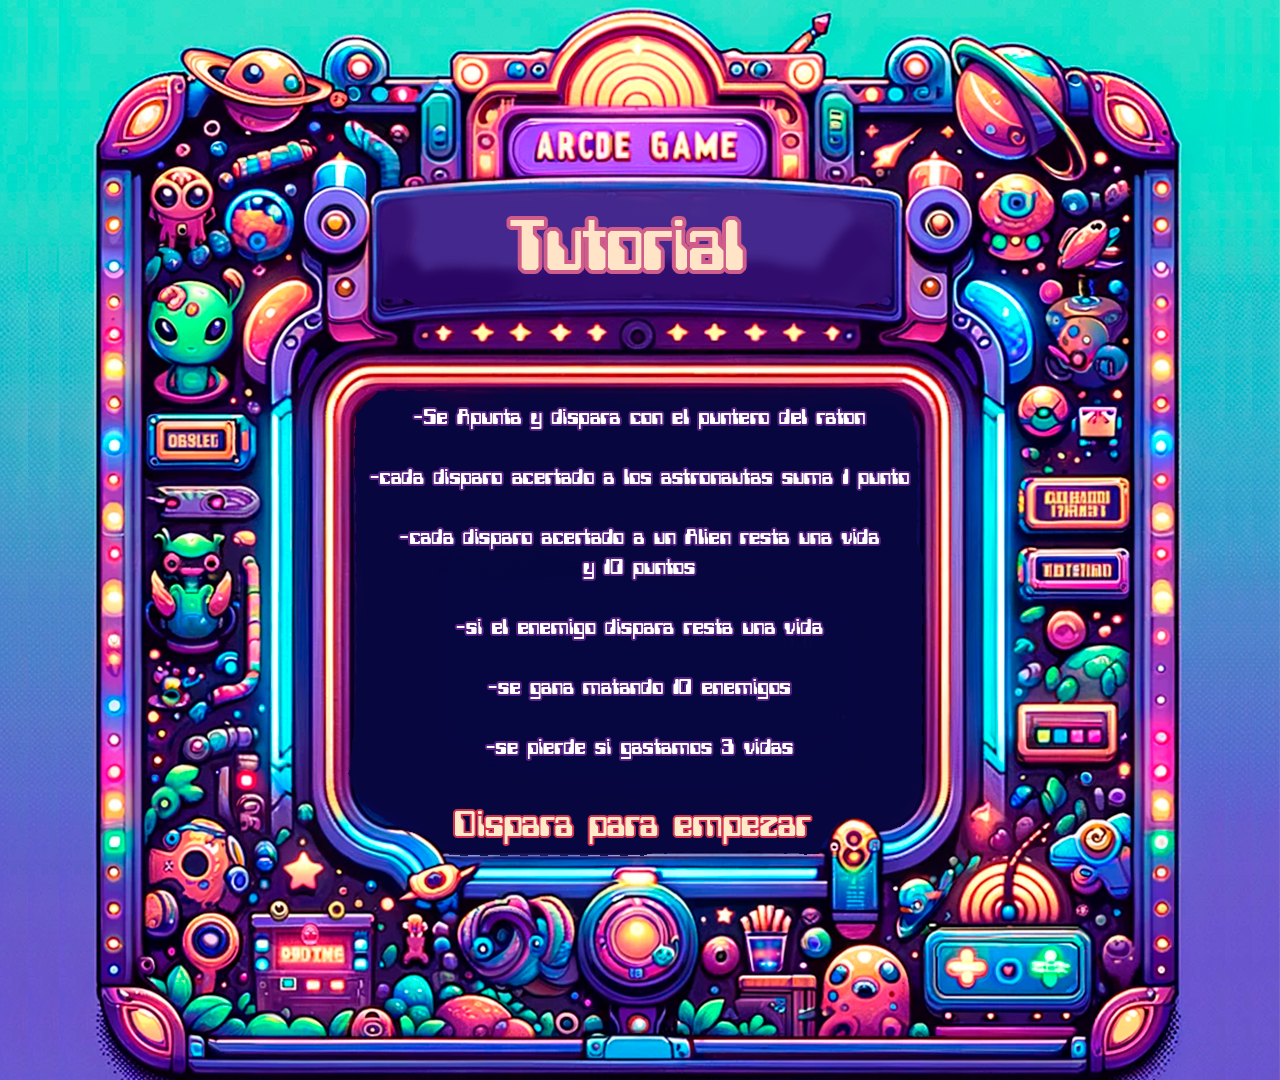 ARCDE GAME
Tutorial
-Se Apunta y dispara con el puntero del raton
-cada disparo acertado a los astronautas suma 1 punto
-cada disparo acertado a un Alien resta una vida
y 10 puntos
-si el enemigo dispara resta una vida
-se gana matando 10 enemigos
-se pierde si gastamos 3 vidas
Dispara para empezar